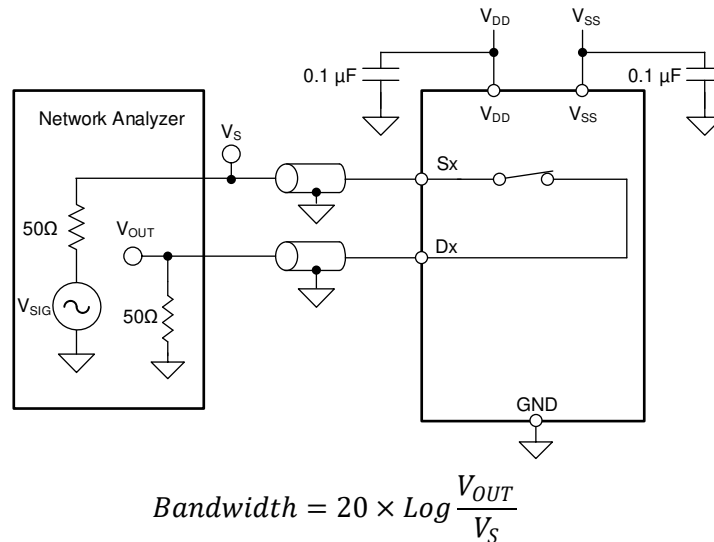 V_DD
V_SS
0.1 µF
0.1 µF
Network Analyzer
V_DD
V_SS
V_S
Sx
50Ω
V_OUT
Dx
V_SIG
50Ω
GND
Bandwidth = 20 × Log V_OUT / V_S